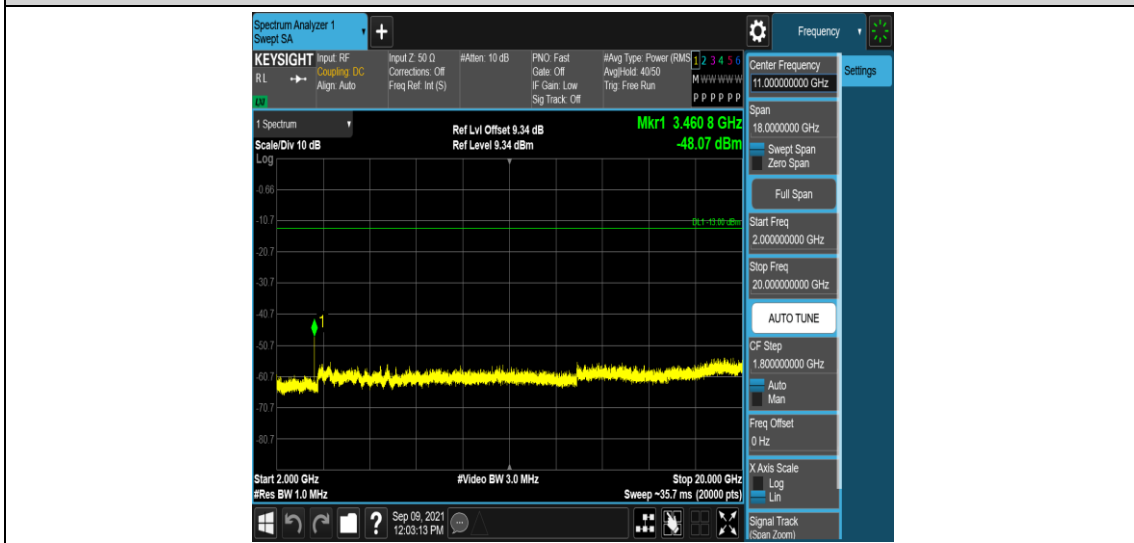 Spectrum Analyzer 1
Swept SA
+
Frequency
KEYSIGHT Input: RF Input Z: 50 Ω #Atten: 10 dB PNO: Fast #Avg Type: Power (RMS 1 2 3 4 5 6
RL Coupling: DC Corrections: Off Gate: Off Avg|Hold: 40/50 M W W W W W
Align: Auto Freq Ref: Int (S) IF Gain: Low Trig: Free Run
LXI Sig Track: Off P P P P P P
1 Spectrum
Ref Lvl Offset 9.34 dB Mkr1 3.460 8 GHz
Scale/Div 10 dB Ref Level 9.34 dBm -48.07 dBm
Log
-0.66
-10.7
DL1 -13.00 dBm
-20.7
-30.7
-40.7
1
-50.7
-60.7
-70.7
-80.7
Start 2.000 GHz #Video BW 3.0 MHz Stop 20.000 GHz
#Res BW 1.0 MHz Sweep ~35.7 ms (20000 pts)
? Sep 09, 2021
12:03:13 PM
Center Frequency
11.000000000 GHz
Settings
Span
18.0000000 GHz
Swept Span
Zero Span
Full Span
Start Freq
2.000000000 GHz
Stop Freq
20.000000000 GHz
AUTO TUNE
CF Step
1.800000000 GHz
Auto
Man
Freq Offset
0 Hz
X Axis Scale
Log
Lin
Signal Track
(Span Zoom)